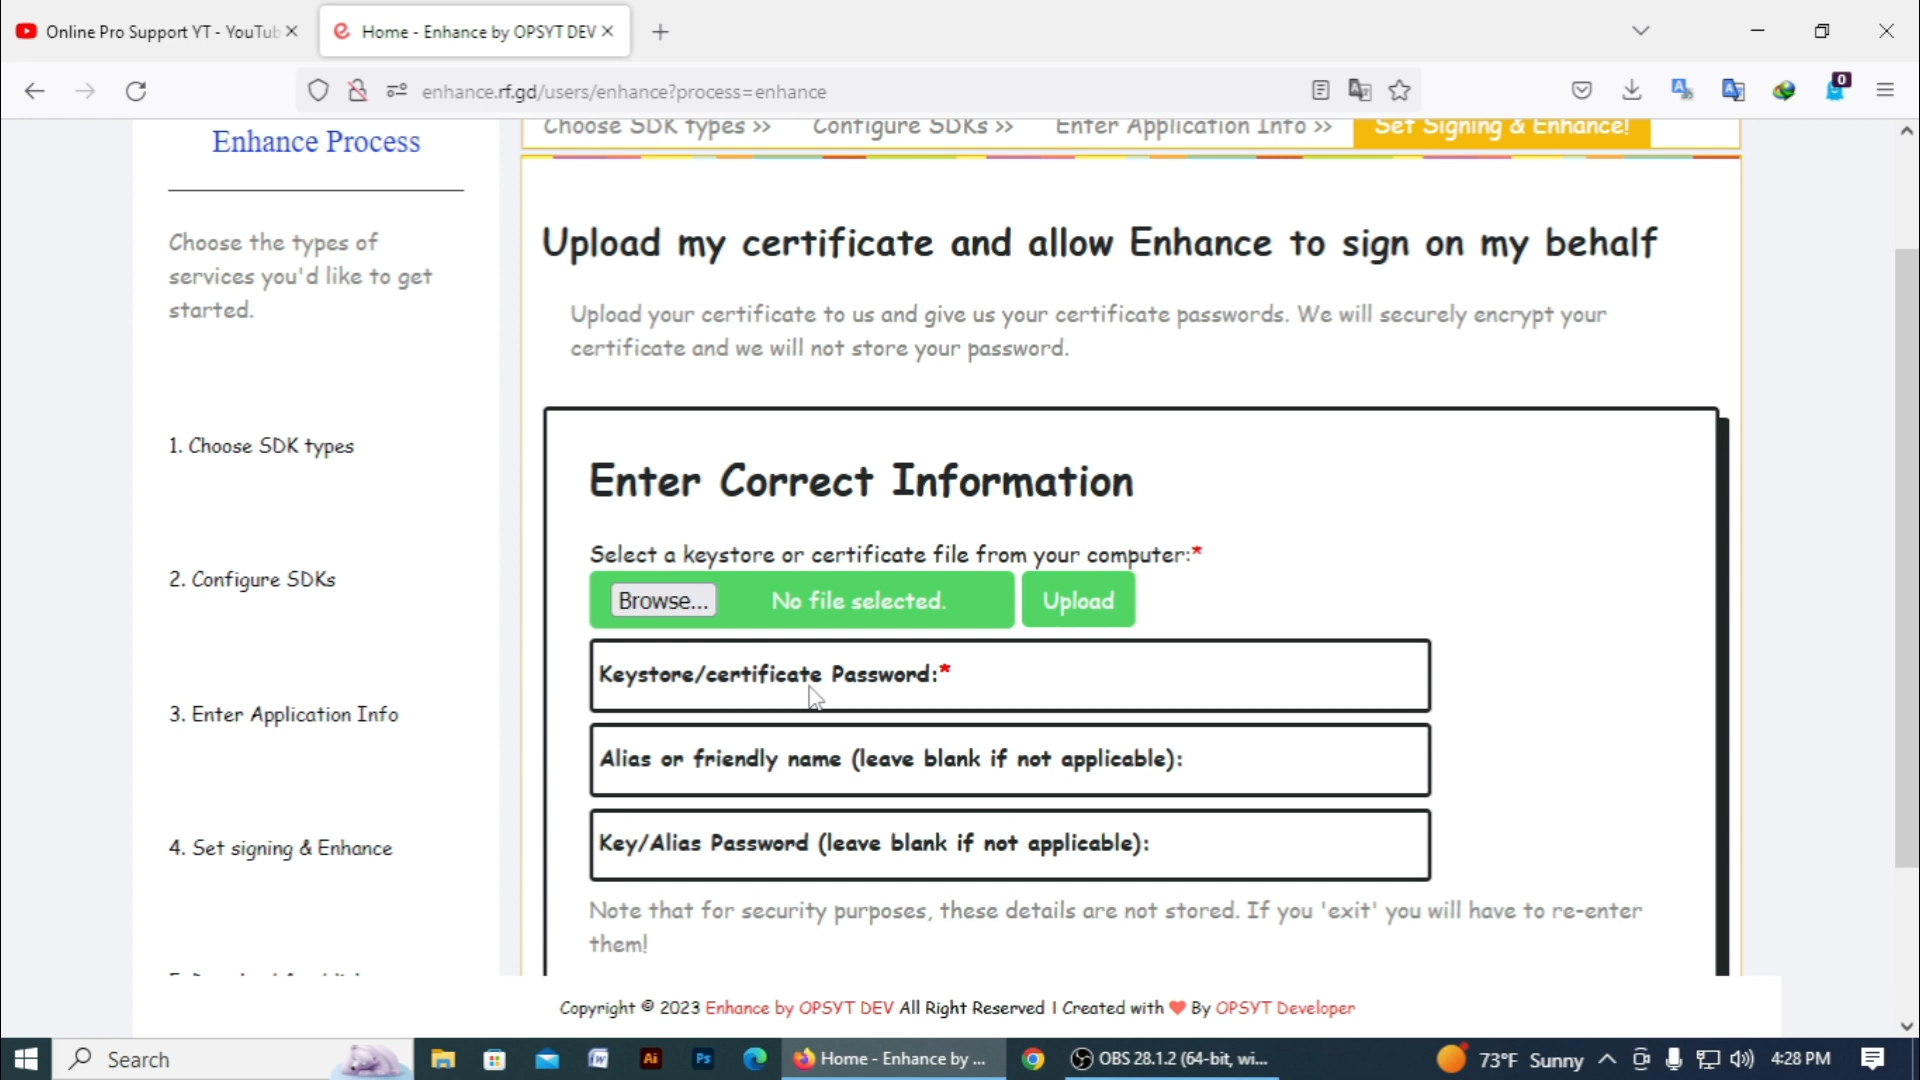 Online Pro Support YT - YouTub
Home - Enhance by OPSYT DEV
enhance.rf.gd/users/enhance?process=enhance
0
Enhance Process
Choose the types of
services you'd like to get
started.
1. Choose SDK types
2. Configure SDKs
3. Enter Application Info
4. Set signing & Enhance
Choose SDK types >> Configure SDKs >> Enter Application Info >> Set Signing & Enhance!
Upload my certificate and allow Enhance to sign on my behalf
Upload your certificate to us and give us your certificate passwords. We will securely encrypt your
certificate and we will not store your password.
Enter Correct Information
Select a keystore or certificate file from your computer:*
Browse... No file selected. Upload
Keystore/certificate Password:*
Alias or friendly name (leave blank if not applicable):
Key/Alias Password (leave blank if not applicable):
Note that for security purposes, these details are not stored. If you 'exit' you will have to re-enter
them!
Copyright © 2023 Enhance by OPSYT DEV All Right Reserved | Created with ❤ By OPSYT Developer
Search
Ai
Ps
Home - Enhance by ...
OBS 28.1.2 (64-bit, wi...
73°F Sunny
4:28 PM